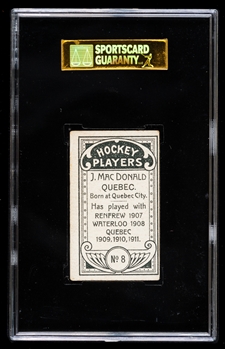 SPORTSCARD
GUARANTY
HOCKEY
PLAYERS
J. MAC DONALD
QUEBEC.
Born at Quebec City.
Has played with
RENFREW 1907
WATERLOO 1908
QUEBEC
1909, 1910, 1911.
No 8